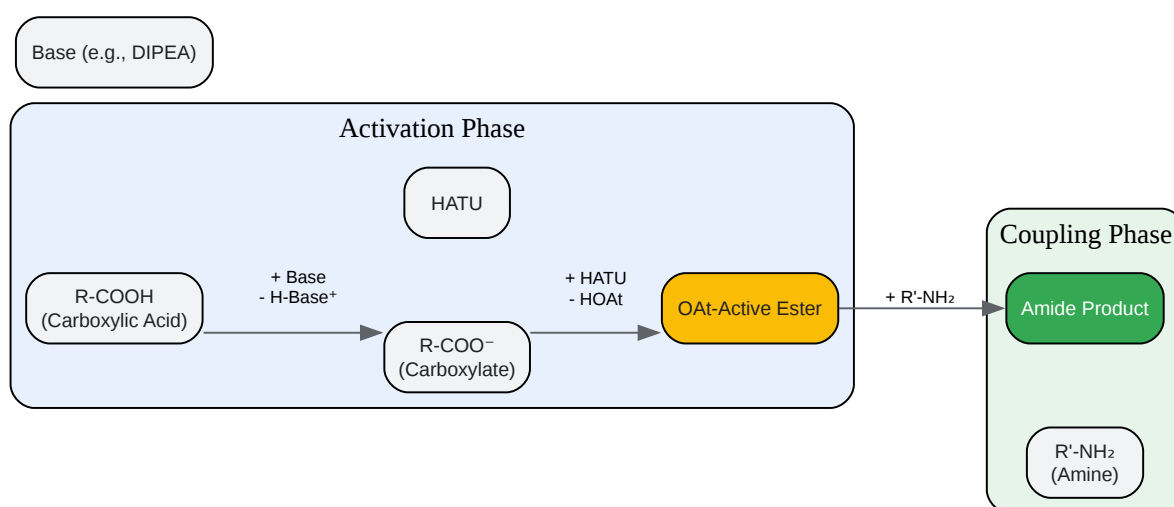 Base (e.g., DIPEA)
Activation Phase
HATU
R-COOH
(Carboxylic Acid)
+ Base
- H-Base⁺
R-COO⁻
(Carboxylate)
+ HATU
- HOAt
OAt-Active Ester
+ R'-NH₂
Coupling Phase
Amide Product
R'-NH₂
(Amine)